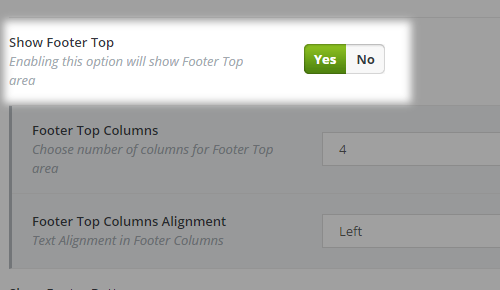 Show Footer Top
Enabling this option will show Footer Top
area
Yes No
Footer Top Columns
Choose number of columns for Footer Top
area
4
Footer Top Columns Alignment
Text Alignment in Footer Columns
Left